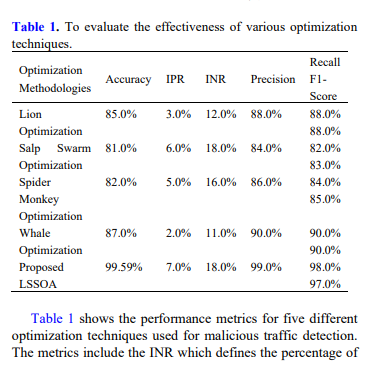 Table 1. To evaluate the effectiveness of various optimization
techniques.
Recall
Optimization
Accuracy IPR INR Precision F1-
Methodologies
Score
Lion 85.0% 3.0% 12.0% 88.0% 88.0%
Optimization 88.0%
Salp Swarm 81.0% 6.0% 18.0% 84.0% 82.0%
Optimization 83.0%
Spider 82.0% 5.0% 16.0% 86.0% 84.0%
Monkey 85.0%
Optimization
Whale 87.0% 2.0% 11.0% 90.0% 90.0%
Optimization 90.0%
Proposed 99.59% 7.0% 18.0% 99.0% 98.0%
LSSOA 97.0%
Table 1 shows the performance metrics for five different
optimization techniques used for malicious traffic detection.
The metrics include the INR which defines the percentage of